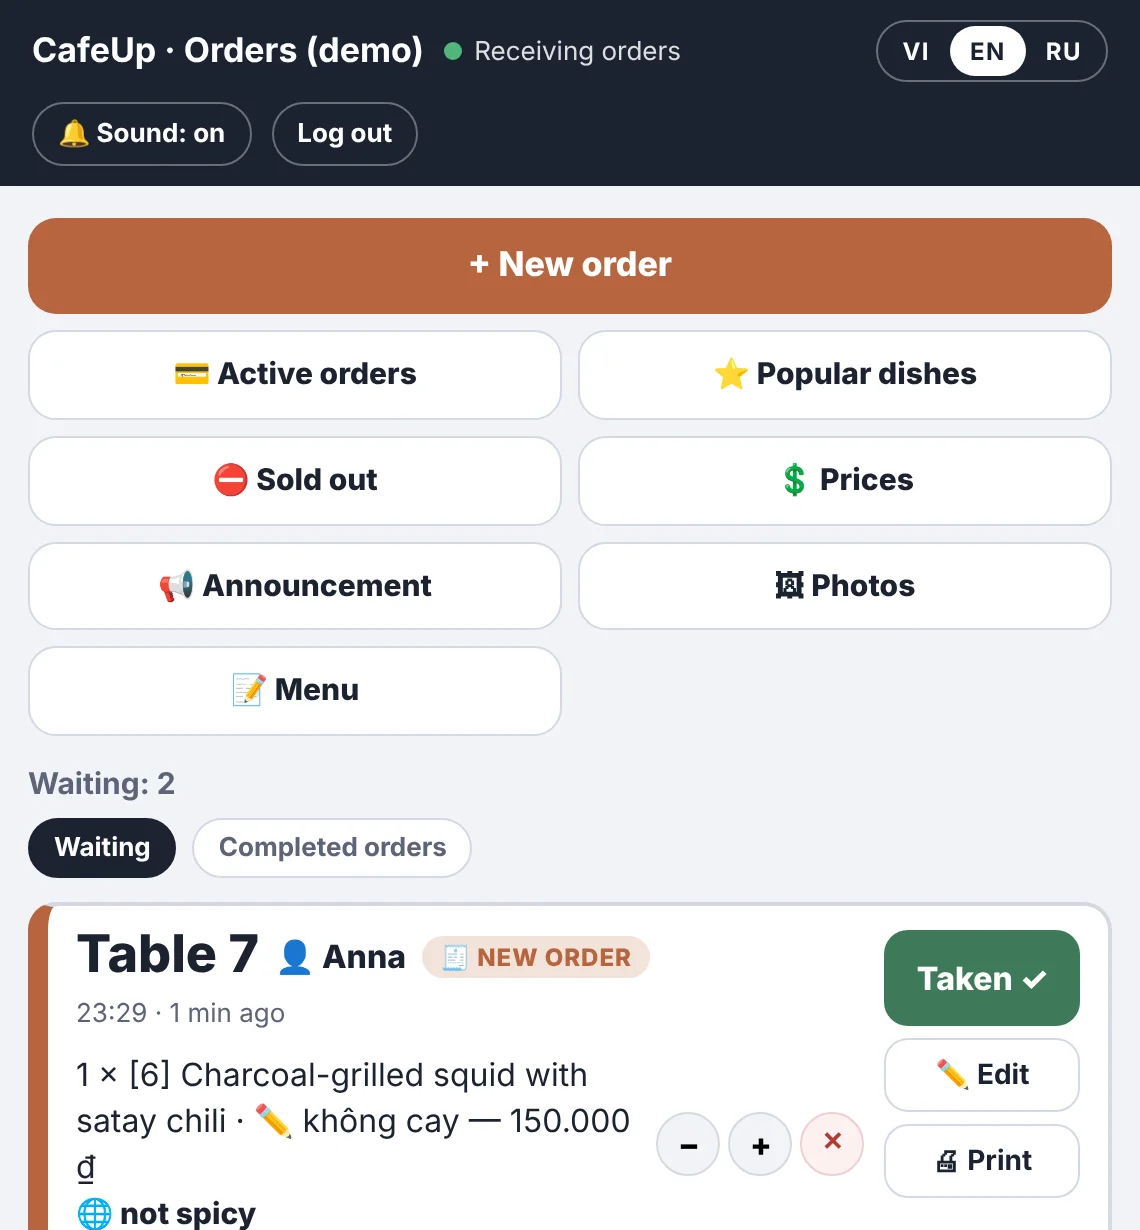 CafeUp · Orders (demo) Receiving orders VI EN RU
🔔 Sound: on Log out
+ New order
💳 Active orders ⭐ Popular dishes
⛔ Sold out 💲 Prices
📢 Announcement 🖼 Photos
📝 Menu
Waiting: 2
Waiting Completed orders
Table 7 👤 Anna 🧾 NEW ORDER Taken ✓
23:29 · 1 min ago
1 × [6] Charcoal-grilled squid with
satay chili · ✏️ không cay — 150.000
₫
🌐 not spicy
− + ×
✏️ Edit
🖨 Print